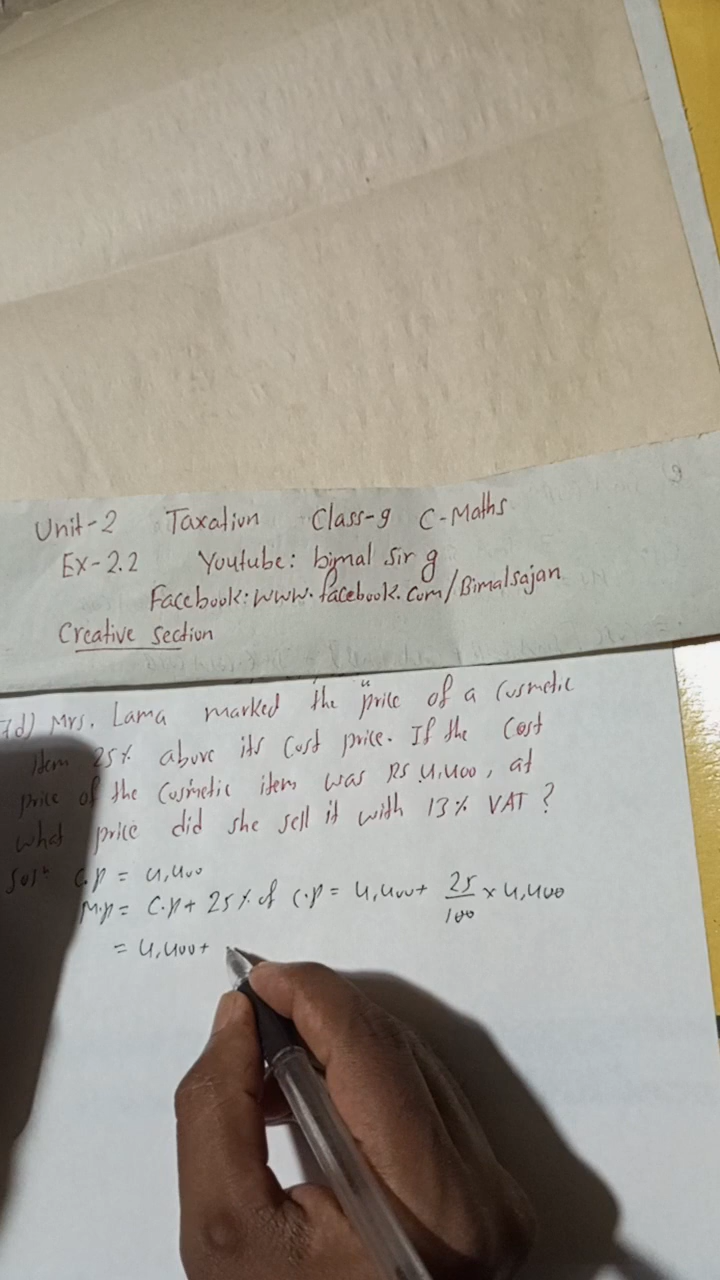 Unit-2 Taxation Class-9 C-Maths
Ex-2.2 Youtube: bimal sir g
Facebook: www.facebook.com/Bimalsajan
Creative section
7d) Mrs. Lama marked the price of a cusmetic
item 25% above its cost price. If the cost
price of the cosmetic item was RS 4,400, at
what price did she sell it with 13% VAT ?
Solⁿ C.P = 4,400
M.p = C.p + 25% of C.p = 4,400 + 25/100 × 4,400
= 4,400 +